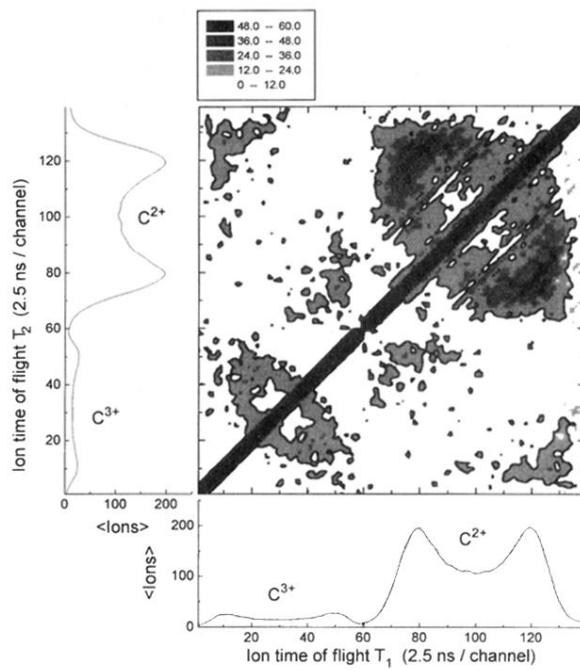 48.0 -- 60.0
36.0 -- 48.0
24.0 -- 36.0
12.0 -- 24.0
0 -- 12.0
Ion time of flight T2 (2.5 ns / channel)
120
100
80
60
40
20
C2+
C3+
0 100 200
<Ions>
<Ions>
200
100
0
C3+
C2+
20 40 60 80 100 120
Ion time of flight T1 (2.5 ns / channel)